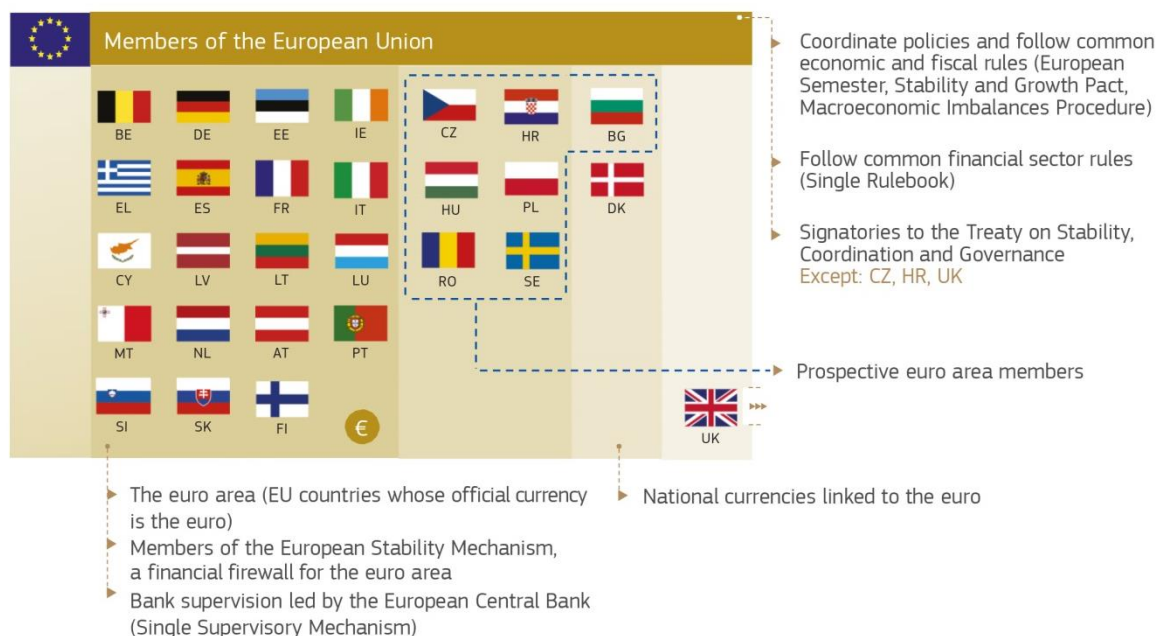 Members of the European Union
BE DE EE IE CZ HR BG
EL ES FR IT HU PL DK
CY LV LT LU RO SE
MT NL AT PT
SI SK FI €
UK
Coordinate policies and follow common
economic and fiscal rules (European
Semester, Stability and Growth Pact,
Macroeconomic Imbalances Procedure)
Follow common financial sector rules
(Single Rulebook)
Signatories to the Treaty on Stability,
Coordination and Governance
Except: CZ, HR, UK
Prospective euro area members
The euro area (EU countries whose official currency
is the euro)
Members of the European Stability Mechanism,
a financial firewall for the euro area
Bank supervision led by the European Central Bank
(Single Supervisory Mechanism)
National currencies linked to the euro